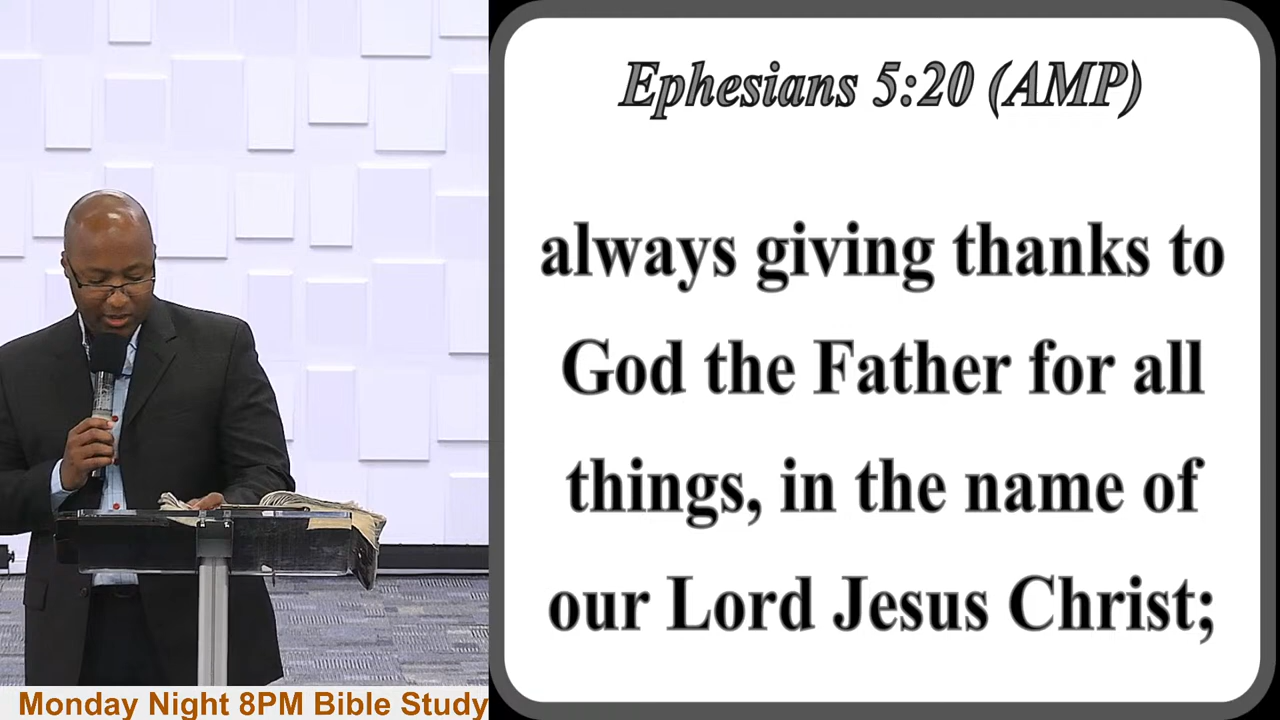 Ephesians 5:20 (AMP)
always giving thanks to
God the Father for all
things, in the name of
our Lord Jesus Christ;
Monday Night 8PM Bible Study